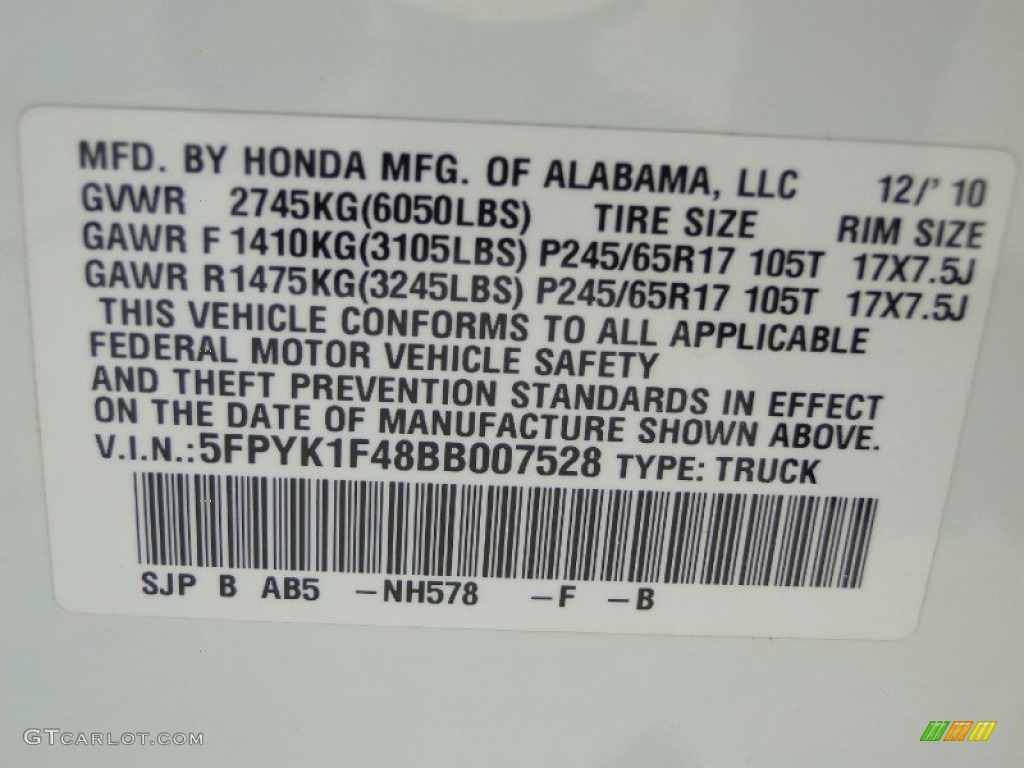 MFD. BY HONDA MFG. OF ALABAMA, LLC 12/' 10
GVWR 2745KG(6050LBS) TIRE SIZE RIM SIZE
GAWR F 1410KG(3105LBS) P245/65R17 105T 17X7.5J
GAWR R1475KG(3245LBS) P245/65R17 105T 17X7.5J
THIS VEHICLE CONFORMS TO ALL APPLICABLE
FEDERAL MOTOR VEHICLE SAFETY
AND THEFT PREVENTION STANDARDS IN EFFECT
ON THE DATE OF MANUFACTURE SHOWN ABOVE.
V.I.N.:5FPYK1F48BB007528 TYPE: TRUCK
SJP B AB5 -NH578 -F -B
GTCARLOT.COM